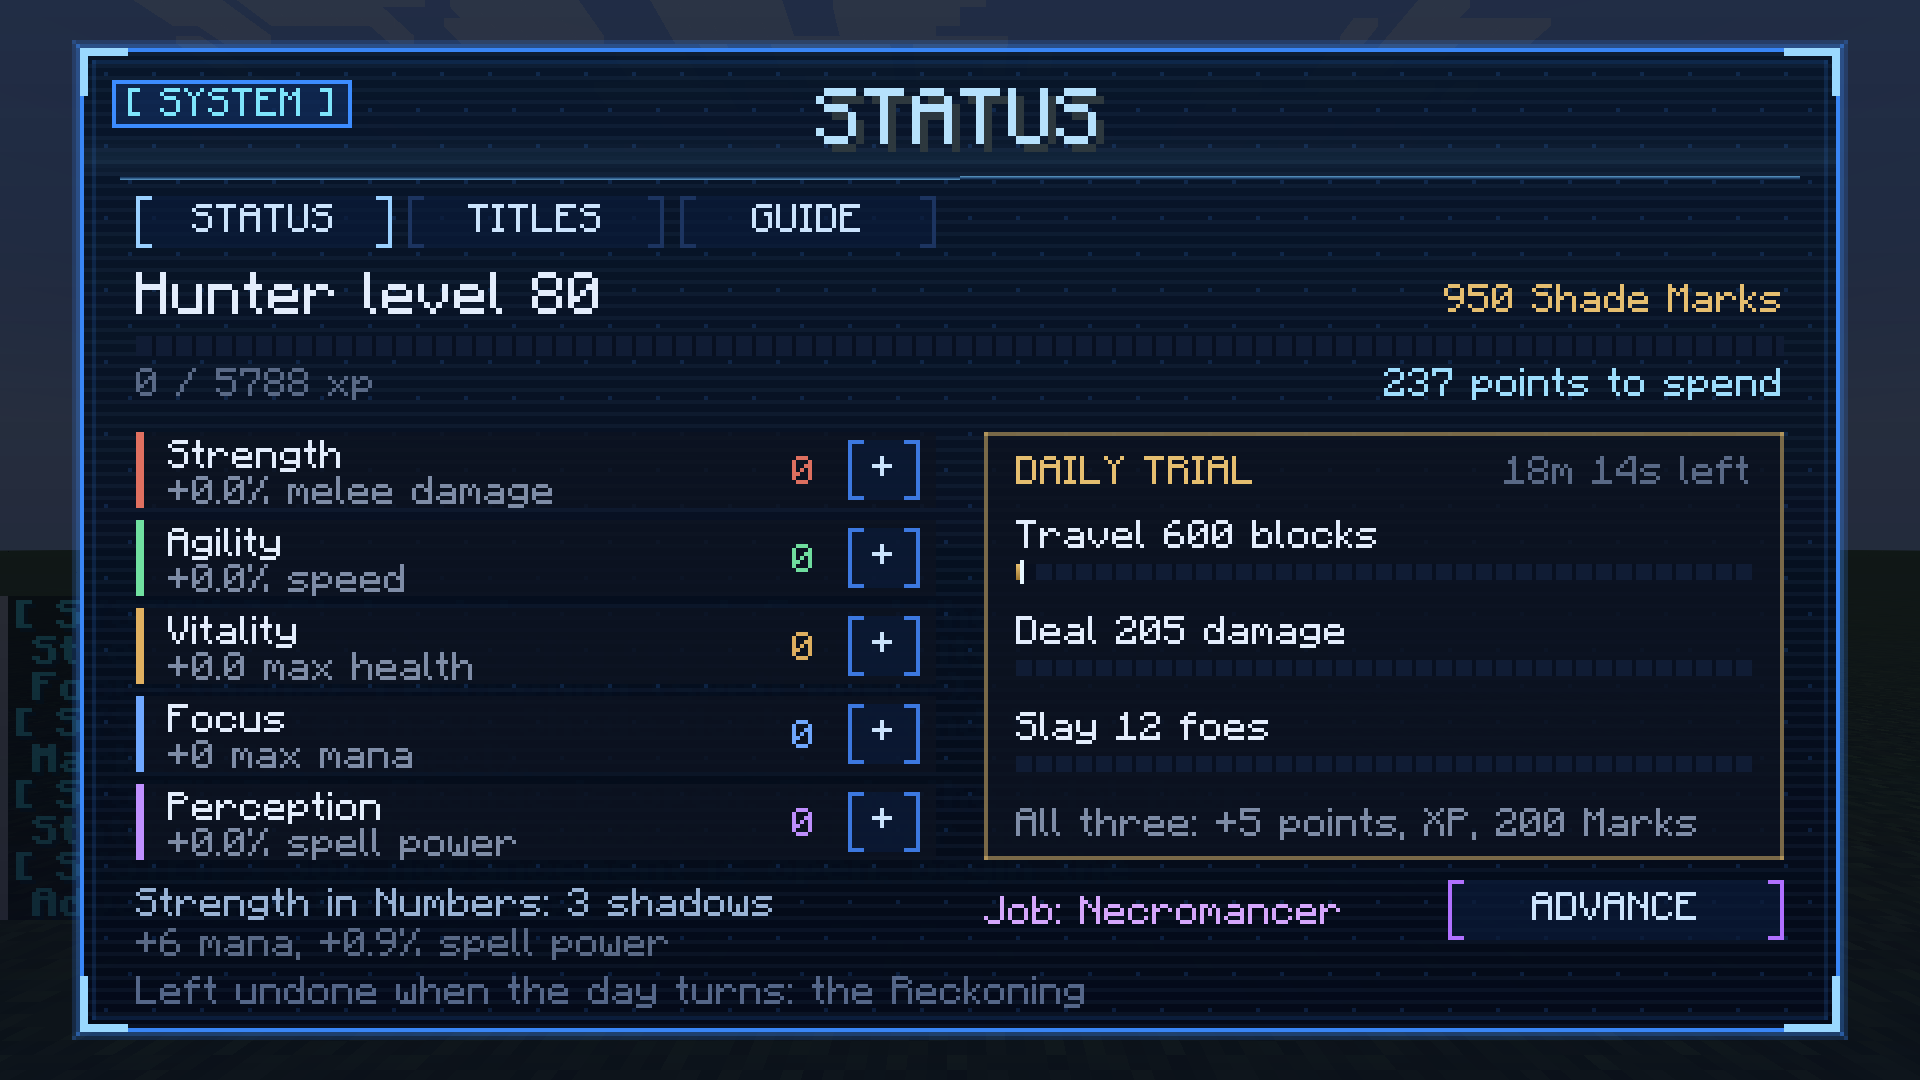 [ SYSTEM ]
STATUS
[ STATUS ] [ TITLES ] [ GUIDE ]
Hunter level 80
950 Shade Marks
0 / 5788 xp
237 points to spend
Strength
+0.0% melee damage
0 [ + ]
Agility
+0.0% speed
0 [ + ]
Vitality
+0.0 max health
0 [ + ]
Focus
+0 max mana
0 [ + ]
Perception
+0.0% spell power
0 [ + ]
DAILY TRIAL
18m 14s left
Travel 600 blocks
Deal 205 damage
Slay 12 foes
All three: +5 points, XP, 200 Marks
Strength in Numbers: 3 shadows
+6 mana, +0.9% spell power
Job: Necromancer
[ ADVANCE ]
Left undone when the day turns: the Reckoning